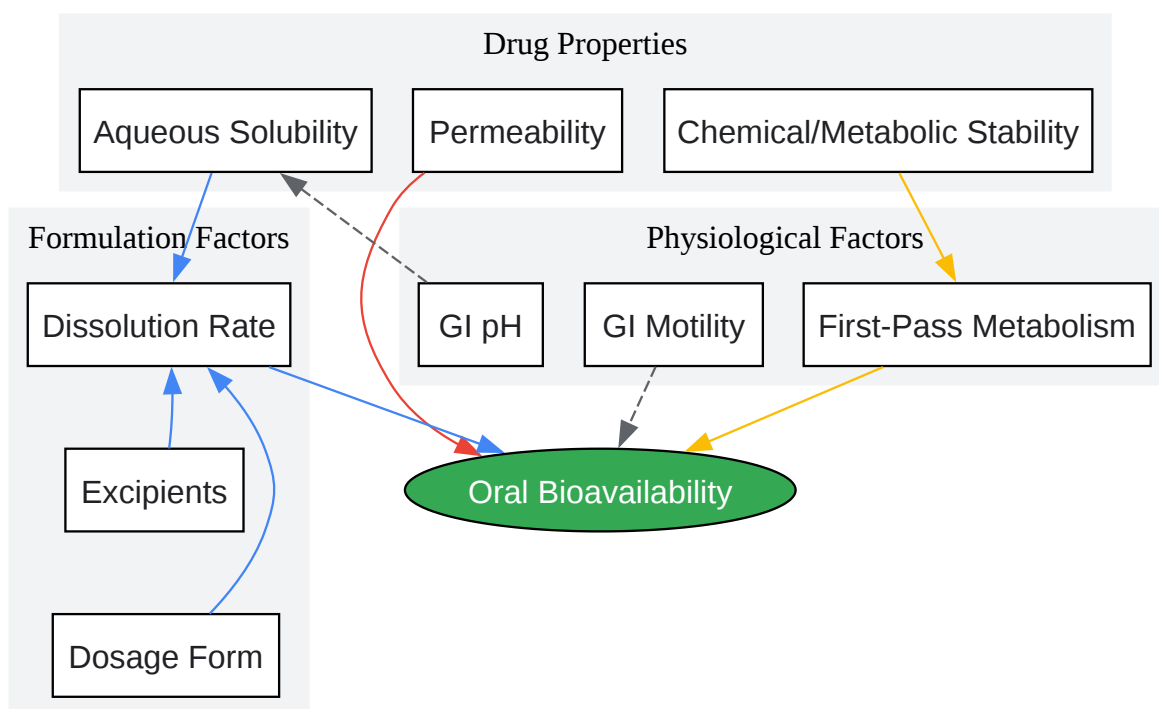 Drug Properties
Aqueous Solubility
Permeability
Chemical/Metabolic Stability
Formulation Factors
Physiological Factors
Dissolution Rate
GI pH
GI Motility
First-Pass Metabolism
Excipients
Oral Bioavailability
Dosage Form